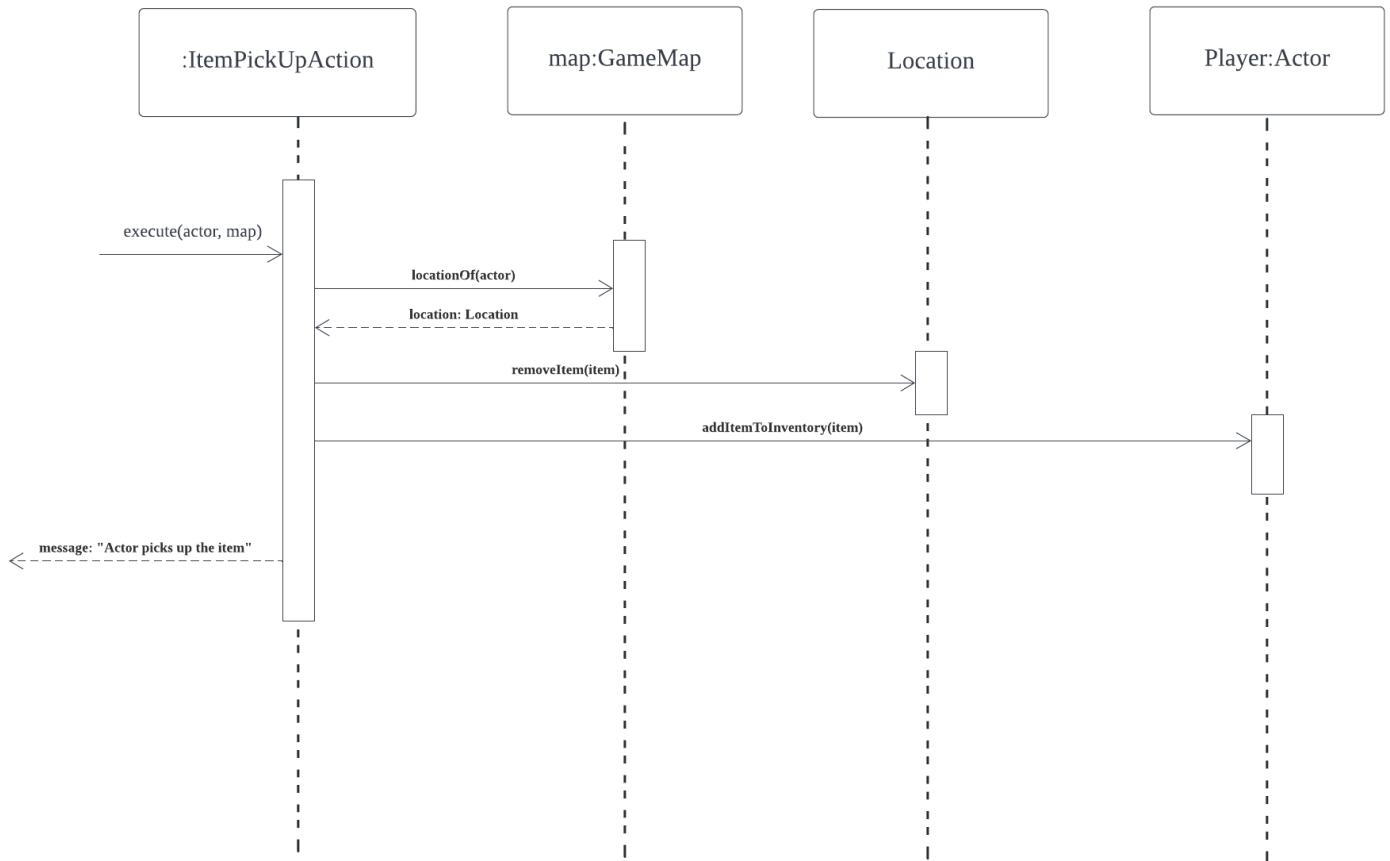 :ItemPickUpAction
map:GameMap
Location
Player:Actor
execute(actor, map)
locationOf(actor)
location: Location
removeItem(item)
addItemToInventory(item)
message: "Actor picks up the item"